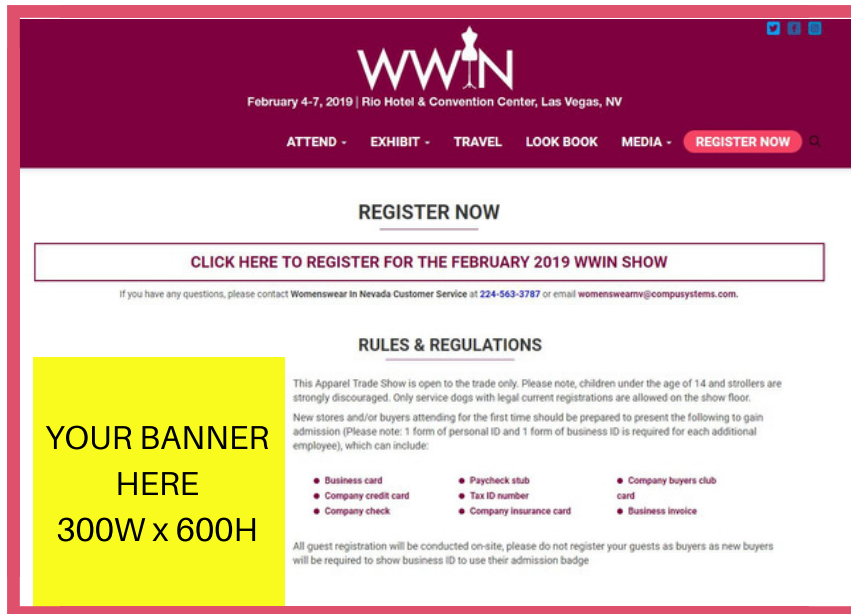 WWIN
February 4-7, 2019 | Rio Hotel & Convention Center, Las Vegas, NV
ATTEND EXHIBIT TRAVEL LOOK BOOK MEDIA REGISTER NOW
REGISTER NOW
CLICK HERE TO REGISTER FOR THE FEBRUARY 2019 WWIN SHOW
If you have any questions, please contact Womenswear In Nevada Customer Service at 224-563-3787 or email womenswearnv@compusystems.com.
RULES & REGULATIONS
YOUR BANNER
HERE
300W x 600H
This Apparel Trade Show is open to the trade only. Please note, children under the age of 14 and strollers are
strongly discouraged. Only service dogs with legal current registrations are allowed on the show floor.
New stores and/or buyers attending for the first time should be prepared to present the following to gain
admission (Please note: 1 form of personal ID and 1 form of business ID is required for each additional
employee), which can include:
• Business card
• Company credit card
• Company check
• Paycheck stub
• Tax ID number
• Company insurance card
• Company buyers club
card
• Business invoice
All guest registration will be conducted on-site, please do not register your guests as buyers as new buyers
will be required to show business ID to use their admission badge